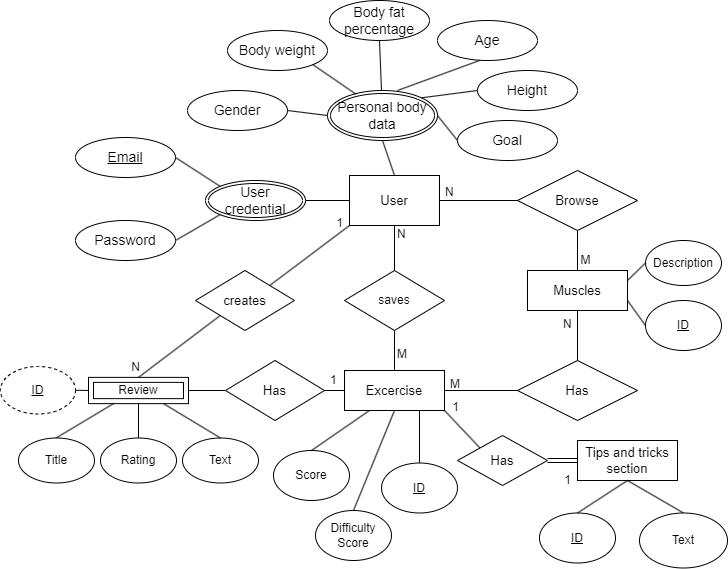 Body fat
percentage
Age
Body weight
Height
Gender
Personal body
data
Goal
Email
User
credential
User
N
Browse
Password
1
N
M
Description
creates
saves
Muscles
N
ID
N
M
ID
Review
Has
1
Excercise
M
Has
1
Title
Rating
Text
Score
ID
Has
Tips and tricks
section
1
Difficulty
Score
ID
Text